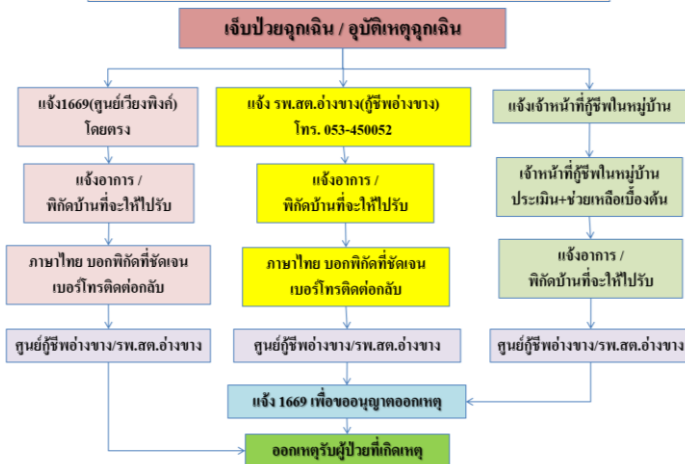 เจ็บป่วยฉุกเฉิน / อุบัติเหตุฉุกเฉิน
แจ้ง1669(ศูนย์เวียงพิงค์)
โดยตรง
แจ้งอาการ /
พิกัดบ้านที่จะให้ไปรับ
ภาษาไทย บอกพิกัดที่ชัดเจน
เบอร์โทรติดต่อกลับ
ศูนย์กู้ชีพอ่างขาง/รพ.สต.อ่างขาง
แจ้ง รพ.สต.อ่างขาง(กู้ชีพอ่างขาง)
โทร. 053-450052
แจ้งอาการ /
พิกัดบ้านที่จะให้ไปรับ
ภาษาไทย บอกพิกัดที่ชัดเจน
เบอร์โทรติดต่อกลับ
ศูนย์กู้ชีพอ่างขาง/รพ.สต.อ่างขาง
แจ้งเจ้าหน้าที่กู้ชีพในหมู่บ้าน
เจ้าหน้าที่กู้ชีพในหมู่บ้าน
ประเมิน+ช่วยเหลือเบื้องต้น
แจ้งอาการ /
พิกัดบ้านที่จะให้ไปรับ
ศูนย์กู้ชีพอ่างขาง/รพ.สต.อ่างขาง
แจ้ง 1669 เพื่อขออนุญาตออกเหตุ
ออกเหตุรับผู้ป่วยที่เกิดเหตุ